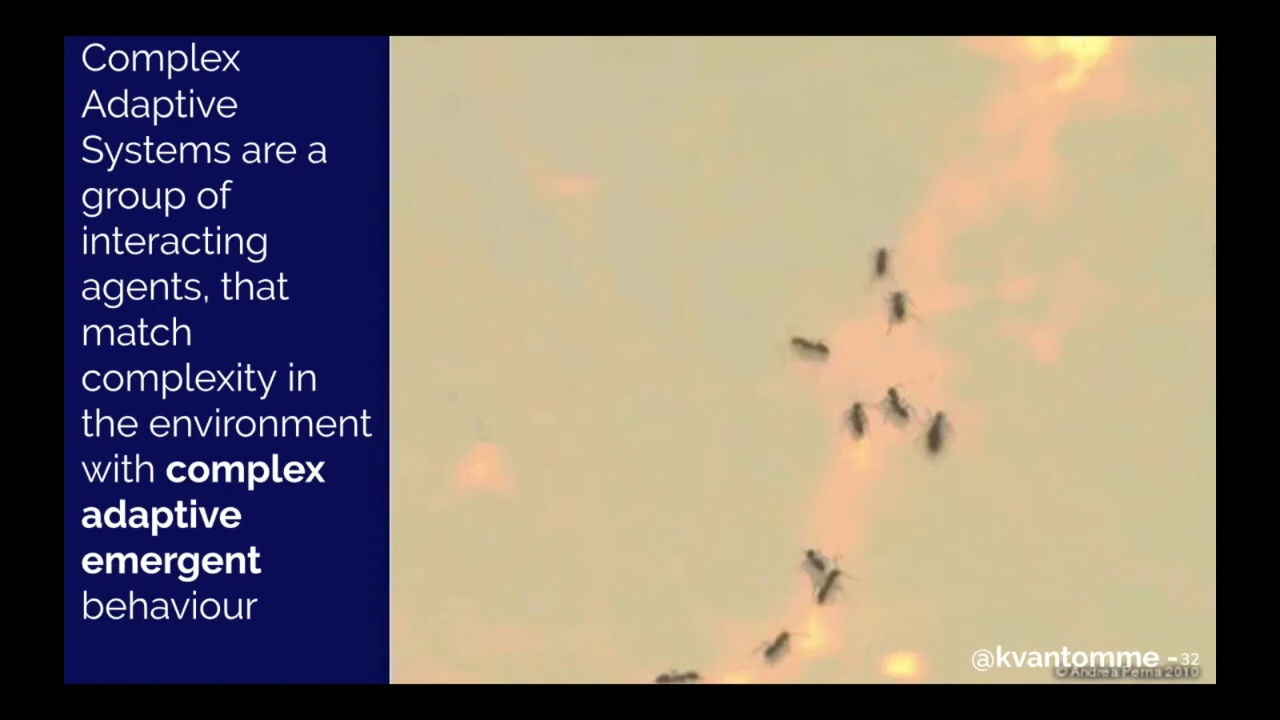 Complex
Adaptive
Systems are a
group of
interacting
agents, that
match
complexity in
the environment
with complex
adaptive
emergent
behaviour
@kvantomme - 32
© Andrea Perna 2010